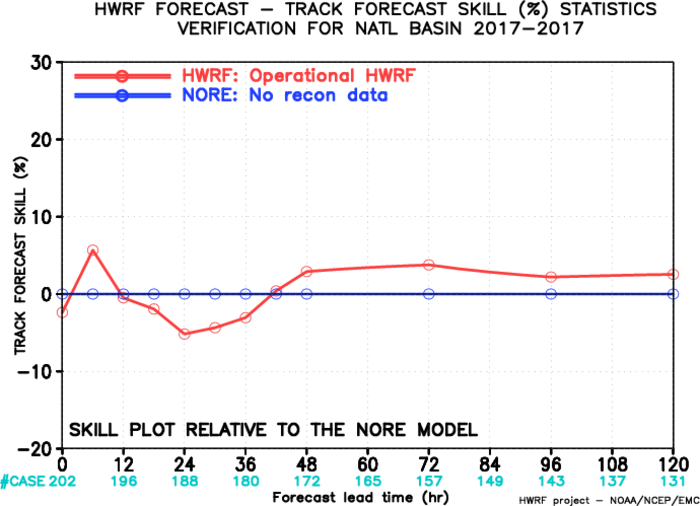 HWRF FORECAST – TRACK FORECAST SKILL (%) STATISTICS
VERIFICATION FOR NATL BASIN 2017–2017
HWRF: Operational HWRF
NORE: No recon data
30
20
10
0
−10
−20
TRACK FORECAST SKILL (%)
SKILL PLOT RELATIVE TO THE NORE MODEL
0 12 24 36 48 60 72 84 96 108 120
#CASE 202 196 188 180 172 165 157 149 143 137 131
Forecast lead time (hr)
HWRF project – NOAA/NCEP/EMC